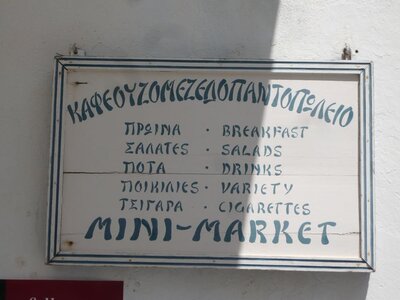 ΚΑΦΕΟΥΖΟΜΕΖΕΔΟΠΑΝΤΟΠΩΛΕΙΟ
ΠΡΩΙΝΑ · BREAKFAST
ΣΑΛΑΤΕΣ · SALADS
ΠΟΤΑ · DRINKS
ΠΟΙΚΙΛΙΕΣ · VARIETY
ΤΣΙΓΑΡΑ · CIGARETTES
MINI-MARKET